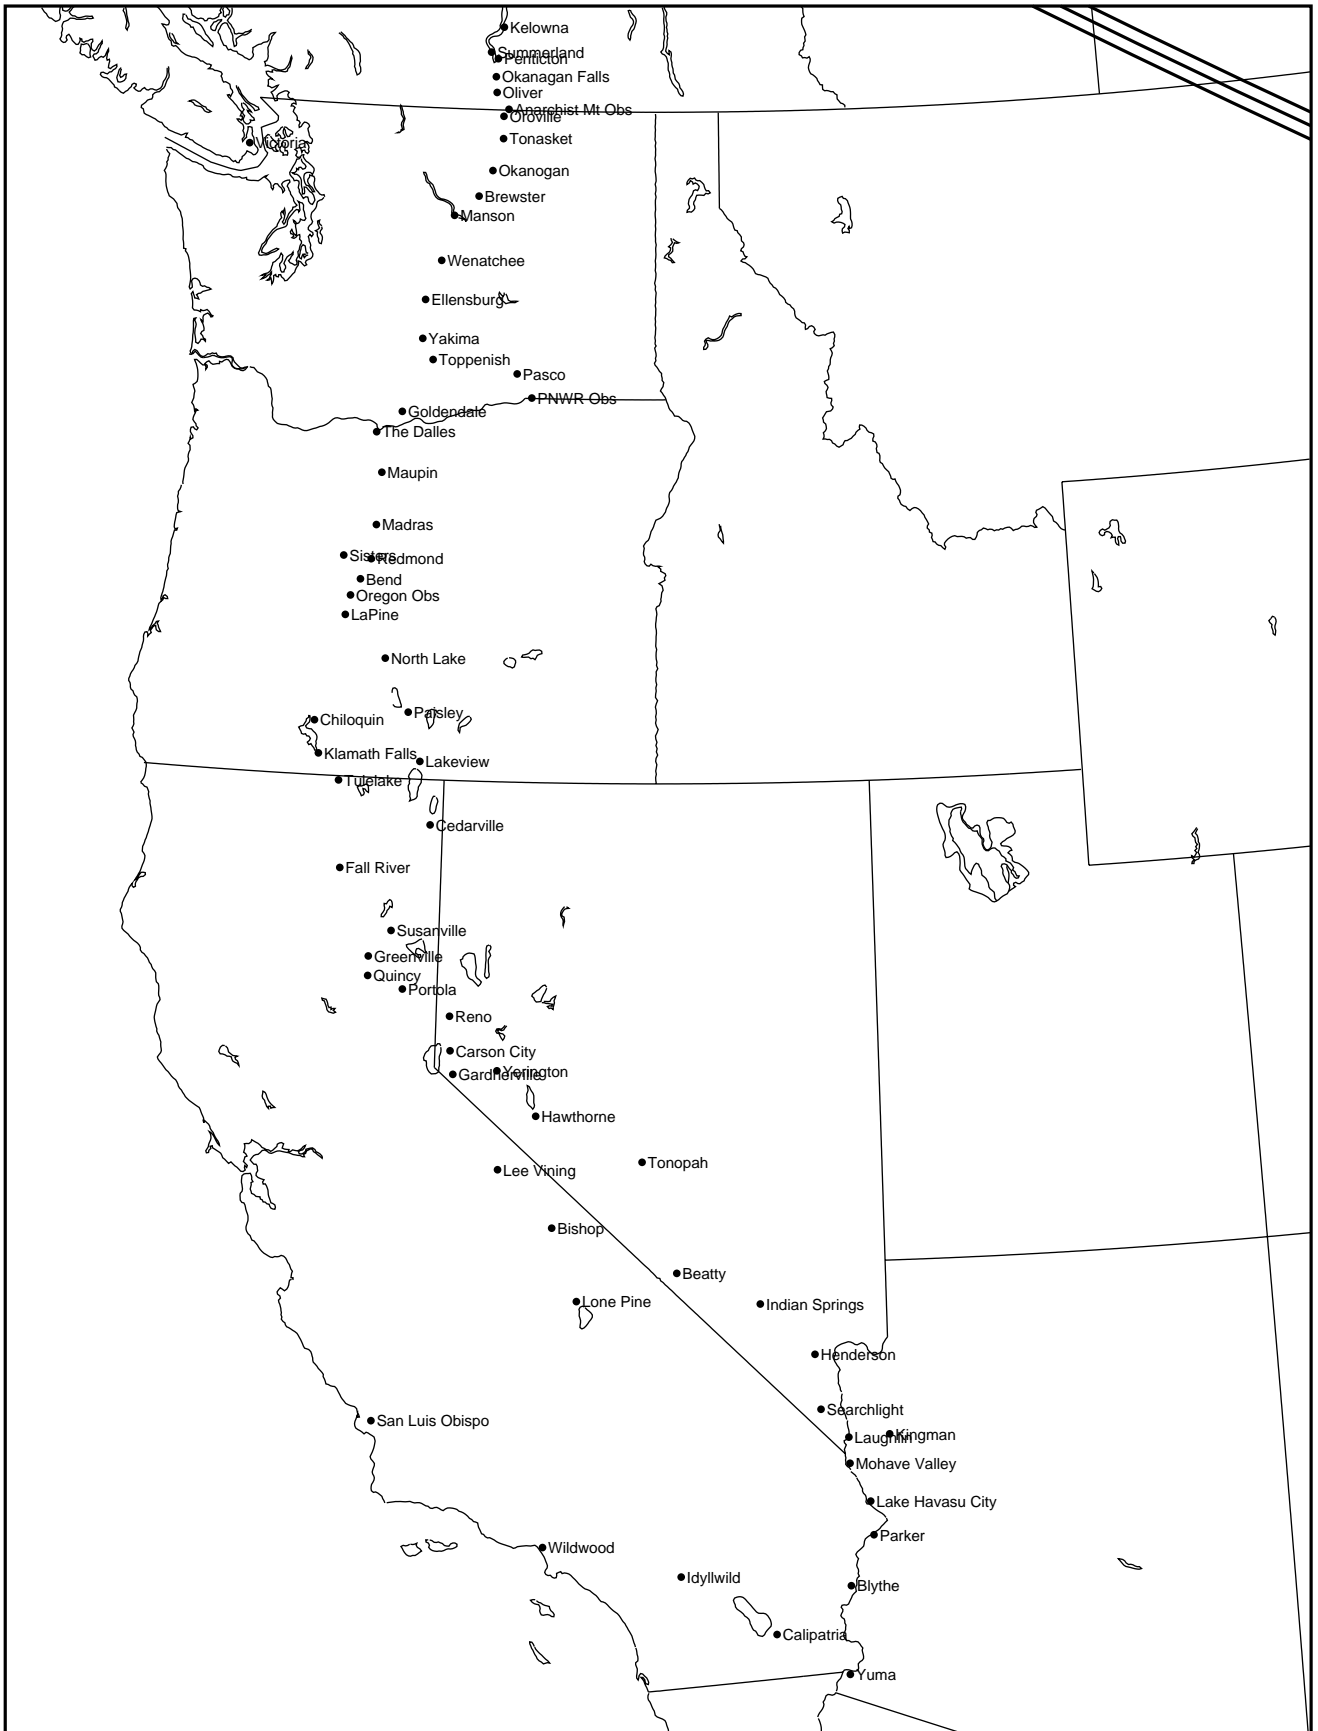 Kelowna
Summerland
Penticton
Okanagan Falls
Oliver
Anarchist Mt Obs
Oroville
Tonasket
Victoria
Okanogan
Brewster
Manson
Wenatchee
Ellensburg
Yakima
Toppenish
Pasco
PNWR Obs
Goldendale
The Dalles
Maupin
Madras
Sisters
Redmond
Bend
Oregon Obs
LaPine
North Lake
Paisley
Chiloquin
Klamath Falls
Lakeview
Tulelake
Cedarville
Fall River
Susanville
Greenville
Quincy
Portola
Reno
Carson City
Yerington
Gardnerville
Hawthorne
Tonopah
Lee Vining
Bishop
Beatty
Lone Pine
Indian Springs
Henderson
Searchlight
San Luis Obispo
Kingman
Laughlin
Mohave Valley
Lake Havasu City
Parker
Wildwood
Idyllwild
Blythe
Calipatria
Yuma